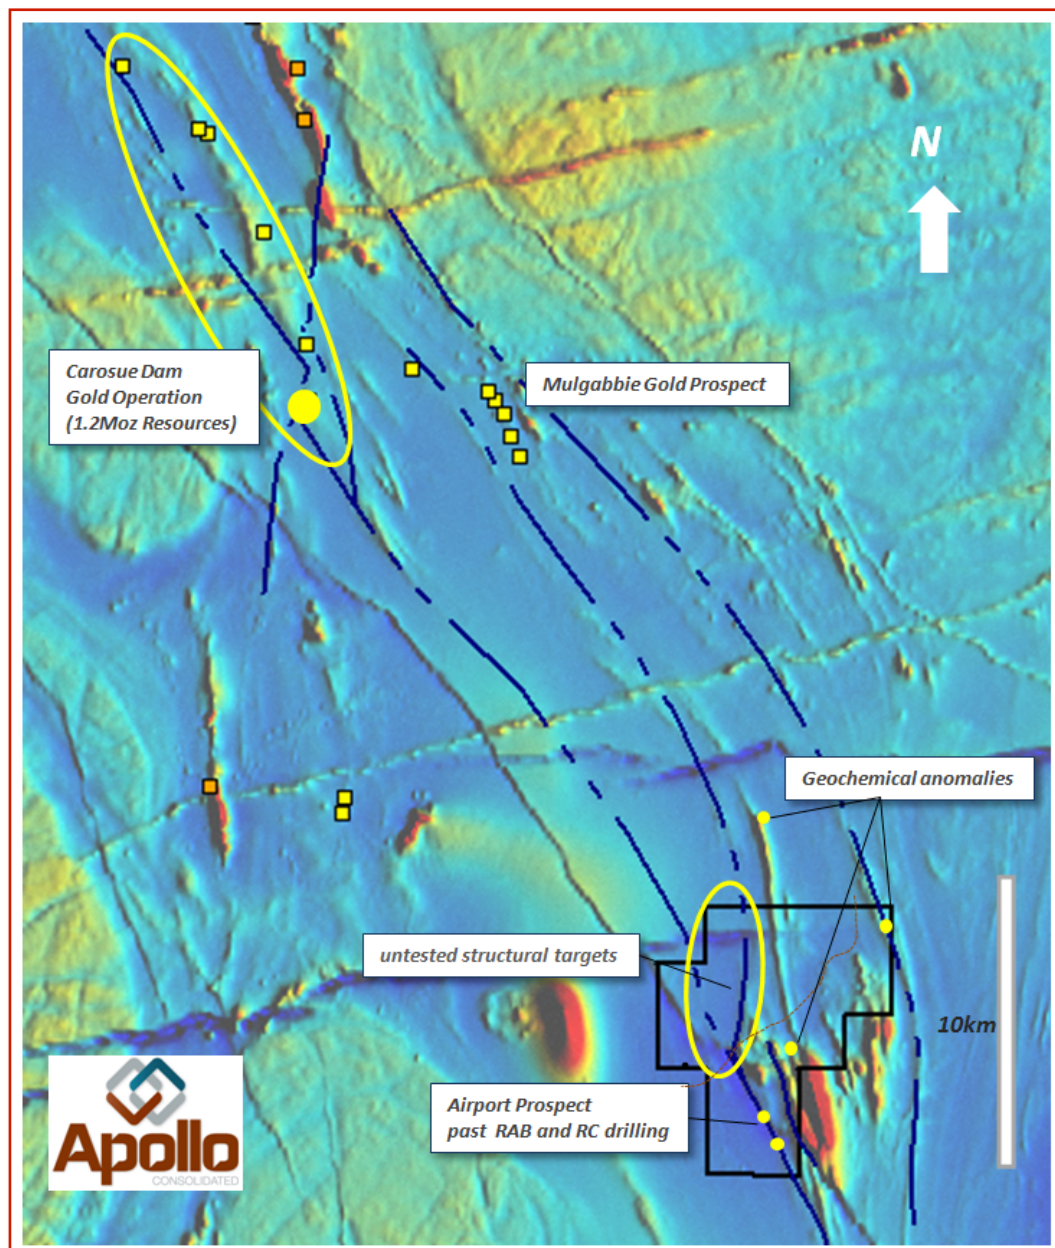 N
Carosue Dam
Gold Operation
(1.2Moz Resources)
Mulgabbie Gold Prospect
Geochemical anomalies
untested structural targets
10km
Airport Prospect
past RAB and RC drilling
Apollo
CONSOLIDATED